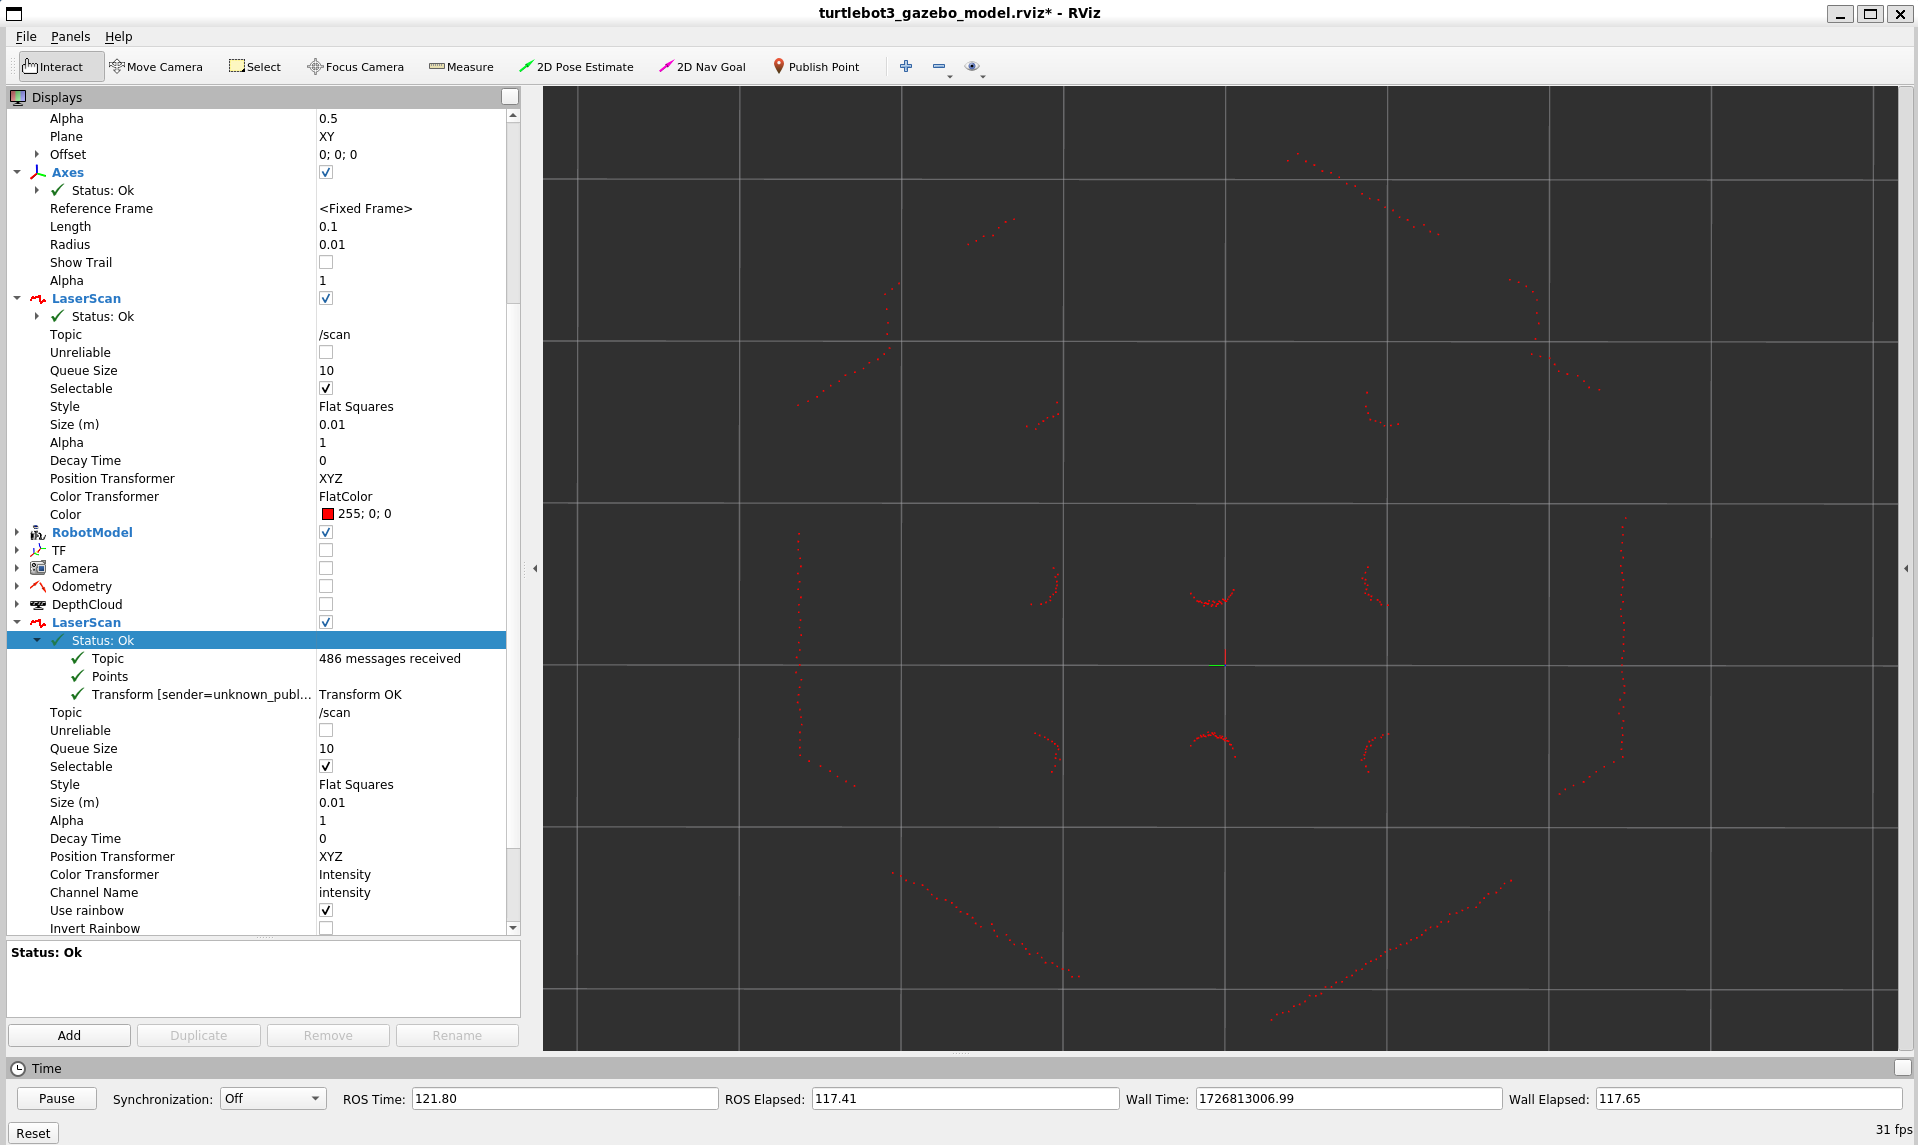 turtlebot3_gazebo_model.rviz* - RViz
File Panels Help
Interact Move Camera Select Focus Camera Measure 2D Pose Estimate 2D Nav Goal Publish Point
Displays
Alpha 0.5
Plane XY
Offset 0; 0; 0
Axes
Status: Ok
Reference Frame <Fixed Frame>
Length 0.1
Radius 0.01
Show Trail
Alpha 1
LaserScan
Status: Ok
Topic /scan
Unreliable
Queue Size 10
Selectable
Style Flat Squares
Size (m) 0.01
Alpha 1
Decay Time 0
Position Transformer XYZ
Color Transformer FlatColor
Color 255; 0; 0
RobotModel
TF
Camera
Odometry
DepthCloud
LaserScan
Status: Ok
Topic 486 messages received
Points
Transform [sender=unknown_publ... Transform OK
Topic /scan
Unreliable
Queue Size 10
Selectable
Style Flat Squares
Size (m) 0.01
Alpha 1
Decay Time 0
Position Transformer XYZ
Color Transformer Intensity
Channel Name intensity
Use rainbow
Invert Rainbow
Status: Ok
Add Duplicate Remove Rename
Time
Pause Synchronization: Off ROS Time: 121.80 ROS Elapsed: 117.41 Wall Time: 1726813006.99 Wall Elapsed: 117.65
Reset 31 fps